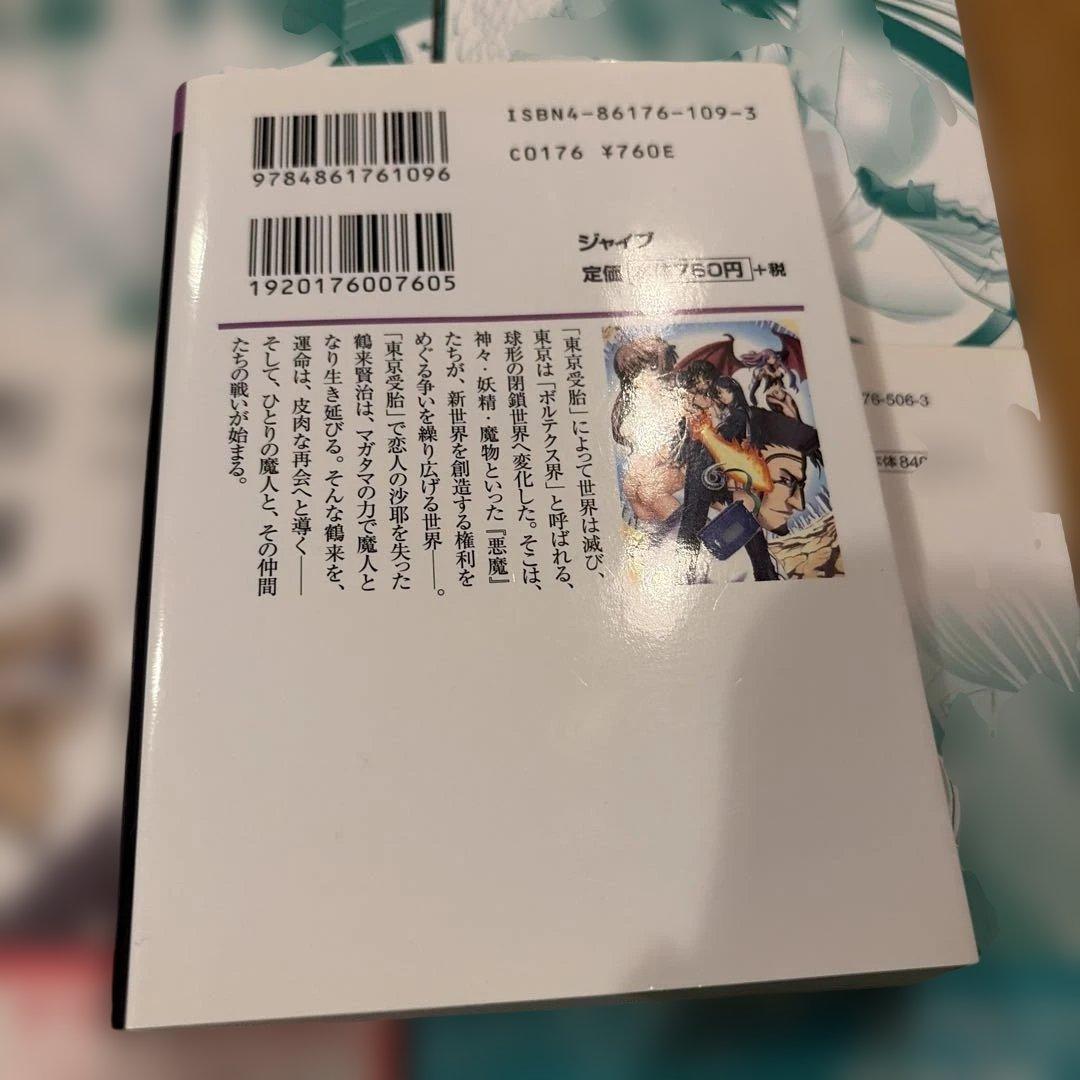 ISBN4-86176-109-3
C0176 ¥760E
9784861761096
1920176007605
ジャイブ
定価 760円 +税
「東京受胎」によって世界は滅び、
東京は「ボルテクス界」と呼ばれる、
球形の閉鎖世界へ変化した。そこは、
神々・妖精・魔物といった『悪魔』
たちが、新世界を創造する権利を
めぐる争いを繰り広げる世界――。
「東京受胎」で恋人の沙耶を失った
鶴来賢治は、マガタマの力で魔人と
なり生き延びる。そんな鶴来を、
運命は、皮肉な再会へと導く――
そして、ひとりの魔人と、その仲間
たちの戦いが始まる。
76-506-3
体84